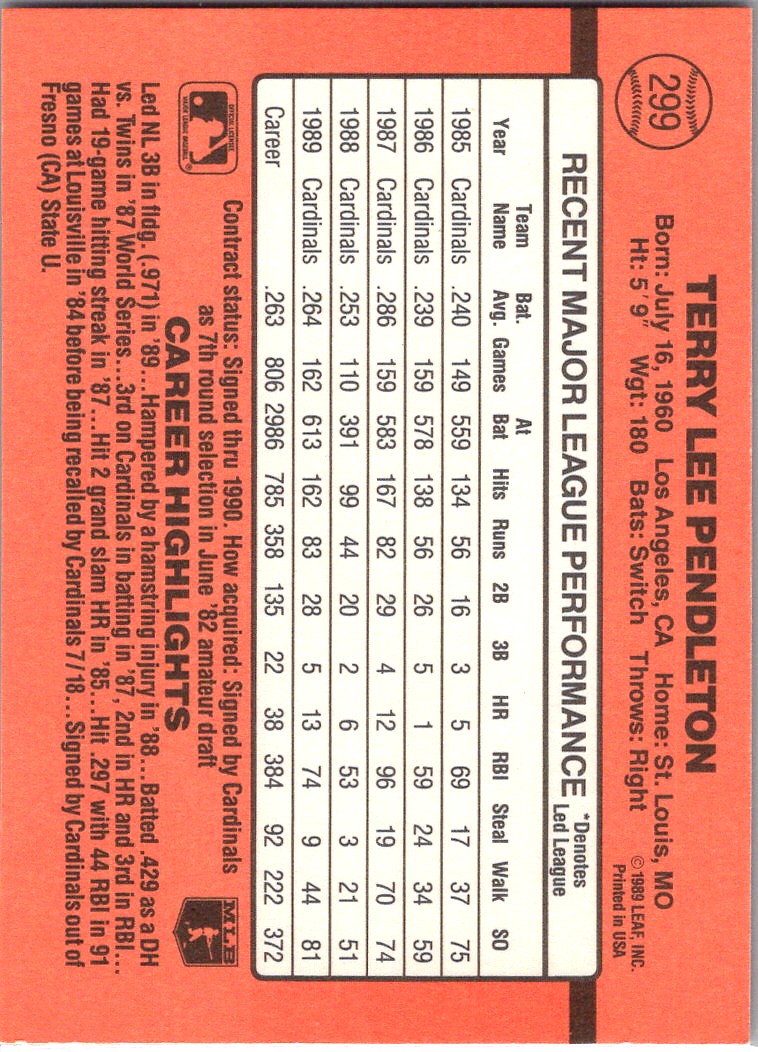 299
TERRY LEE PENDLETON
Born: July 16, 1960 Los Angeles, CA Home: St. Louis, MO
Ht: 5' 9" Wgt: 180 Bats: Switch Throws: Right
©1989 LEAF, INC.
Printed in USA
RECENT MAJOR LEAGUE PERFORMANCE *Denotes Led League
Year Team Name Bat. Avg. Games At Bat Hits Runs 2B 3B HR RBI Steal Walk SO
1985 Cardinals .240 149 559 134 56 16 3 5 69 17 37 75
1986 Cardinals .239 159 578 138 56 26 5 1 59 24 34 59
1987 Cardinals .286 159 583 167 82 29 4 12 96 19 70 74
1988 Cardinals .253 110 391 99 44 20 2 6 53 3 21 51
1989 Cardinals .264 162 613 162 83 28 5 13 74 9 44 81
Career .263 806 2986 785 358 135 22 38 384 92 222 372
OFFICIAL LICENSEE
MAJOR LEAGUE BASEBALL
Contract status: Signed thru 1990. How acquired: Signed by Cardinals
as 7th round selection in June '82 amateur draft
MLB
CAREER HIGHLIGHTS
Led NL 3B in fldg. (.971) in '89...Hampered by a hamstring injury in '88...Batted .429 as a DH
vs. Twins in '87 World Series...3rd on Cardinals in batting in '87, 2nd in HR and 3rd in RBI...
Had 19-game hitting streak in '87...Hit 2 grand slam HR in '85...Hit .297 with 44 RBI in 91
games at Louisville in '84 before being recalled by Cardinals 7/18...Signed by Cardinals out of
Fresno (CA) State U.